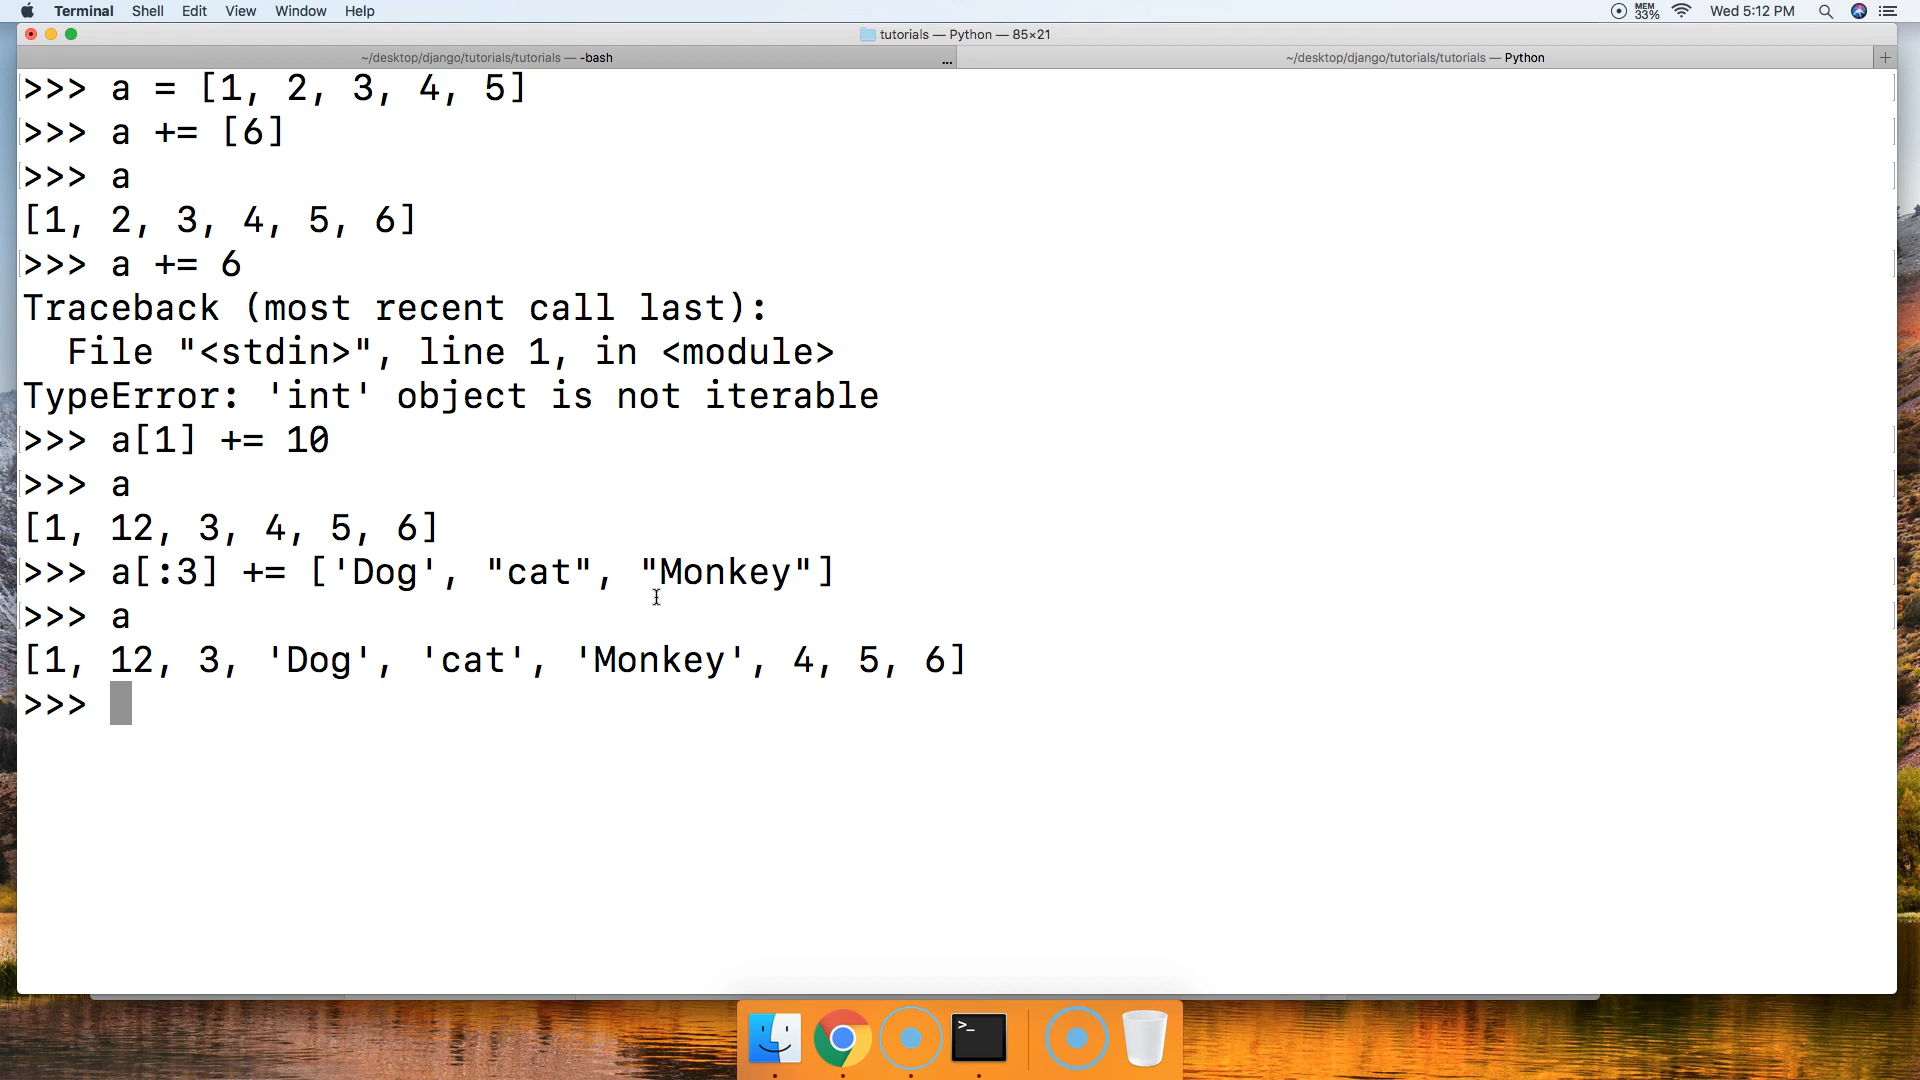 Terminal Shell Edit View Window Help MEM 33% Wed 5:12 PM
tutorials — Python — 85×21
~/desktop/django/tutorials/tutorials — -bash ... ~/desktop/django/tutorials/tutorials — Python +
>>> a = [1, 2, 3, 4, 5]
>>> a += [6]
>>> a
[1, 2, 3, 4, 5, 6]
>>> a += 6
Traceback (most recent call last):
  File "<stdin>", line 1, in <module>
TypeError: 'int' object is not iterable
>>> a[1] += 10
>>> a
[1, 12, 3, 4, 5, 6]
>>> a[:3] += ['Dog', "cat", "Monkey"]
>>> a
[1, 12, 3, 'Dog', 'cat', 'Monkey', 4, 5, 6]
>>>
>_